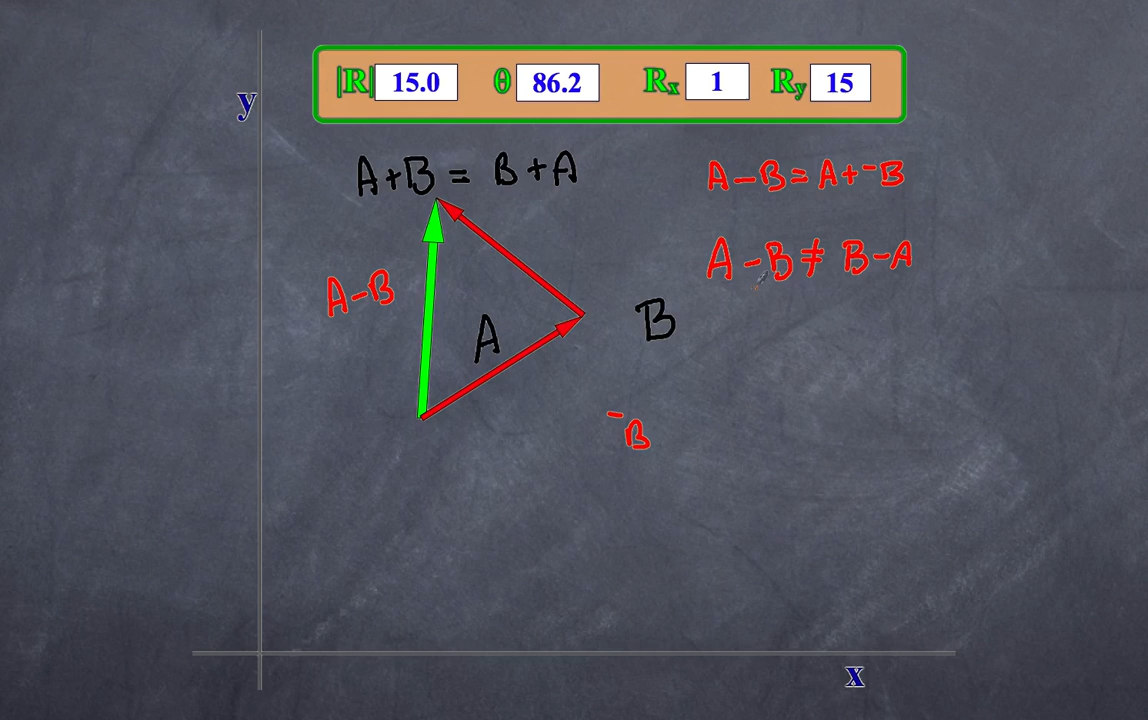 |R| 15.0 θ 86.2 Rx 1 Ry 15
y
A+B = B+A
A-B=A+-B
A-B≠B-A
A-B
A
B
-B
x